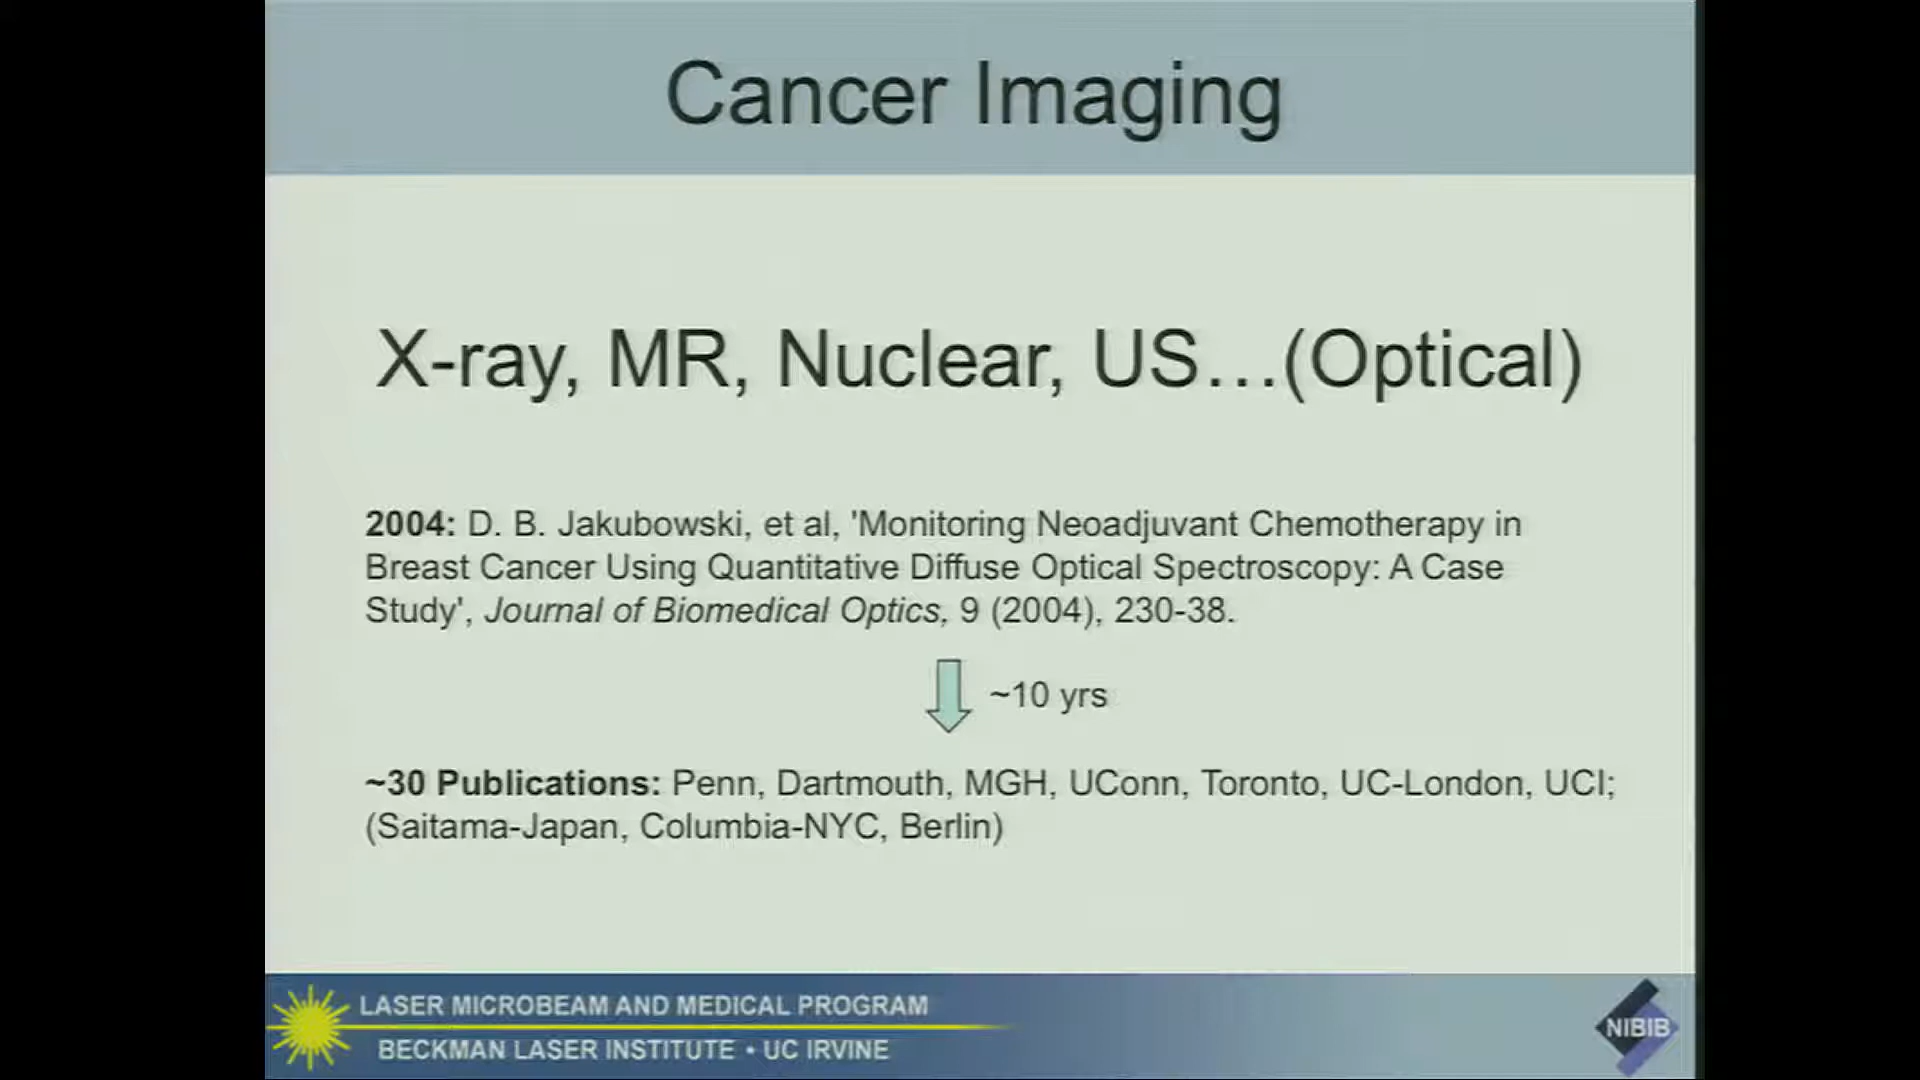 Cancer Imaging
X-ray, MR, Nuclear, US…(Optical)
2004: D. B. Jakubowski, et al, 'Monitoring Neoadjuvant Chemotherapy in
Breast Cancer Using Quantitative Diffuse Optical Spectroscopy: A Case
Study', Journal of Biomedical Optics, 9 (2004), 230-38.
~10 yrs
~30 Publications: Penn, Dartmouth, MGH, UConn, Toronto, UC-London, UCI;
(Saitama-Japan, Columbia-NYC, Berlin)
LASER MICROBEAM AND MEDICAL PROGRAM
BECKMAN LASER INSTITUTE • UC IRVINE
NIBIB